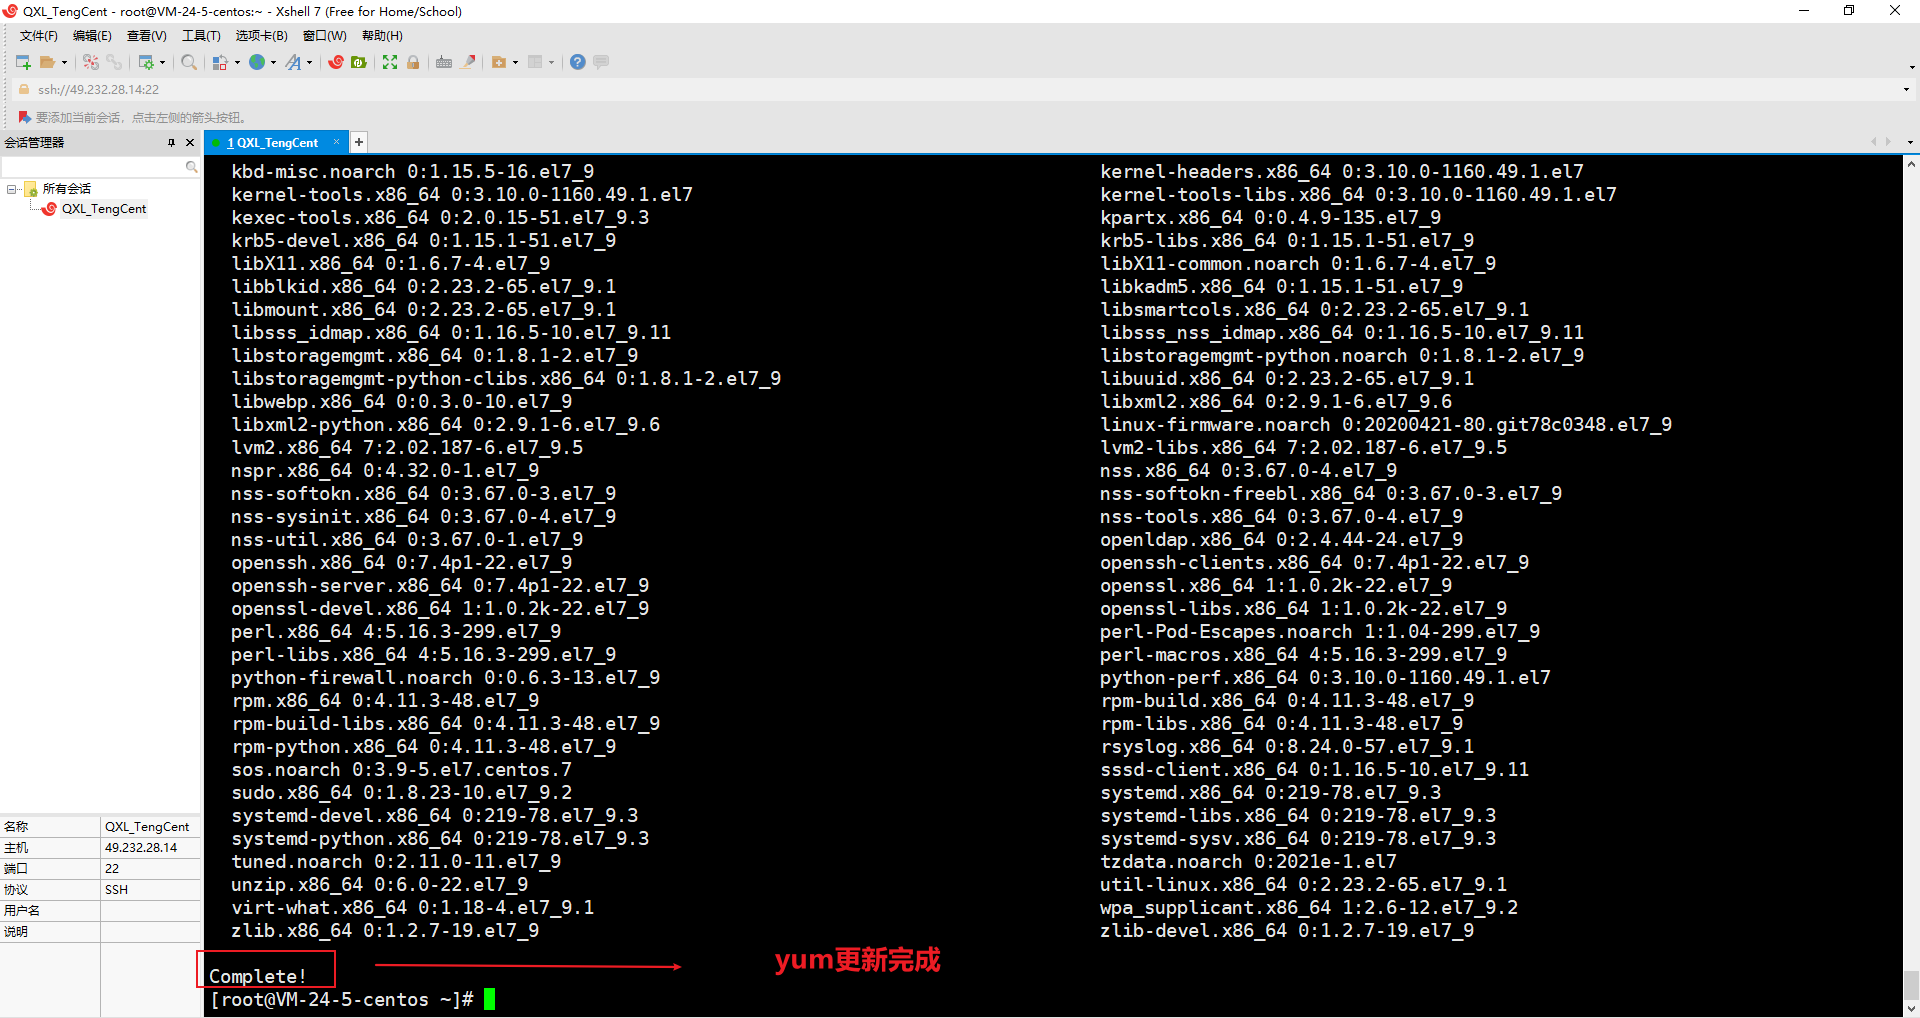 QXL_TengCent - root@VM-24-5-centos:~ - Xshell 7 (Free for Home/School)
文件(F) 编辑(E) 查看(V) 工具(T) 选项卡(B) 窗口(W) 帮助(H)
ssh://49.232.28.14:22
要添加当前会话，点击左侧的箭头按钮。
会话管理器
1 QXL_TengCent
所有会话
QXL_TengCent
kbd-misc.noarch 0:1.15.5-16.el7_9 kernel-headers.x86_64 0:3.10.0-1160.49.1.el7
kernel-tools.x86_64 0:3.10.0-1160.49.1.el7 kernel-tools-libs.x86_64 0:3.10.0-1160.49.1.el7
kexec-tools.x86_64 0:2.0.15-51.el7_9.3 kpartx.x86_64 0:0.4.9-135.el7_9
krb5-devel.x86_64 0:1.15.1-51.el7_9 krb5-libs.x86_64 0:1.15.1-51.el7_9
libX11.x86_64 0:1.6.7-4.el7_9 libX11-common.noarch 0:1.6.7-4.el7_9
libblkid.x86_64 0:2.23.2-65.el7_9.1 libkadm5.x86_64 0:1.15.1-51.el7_9
libmount.x86_64 0:2.23.2-65.el7_9.1 libsmartcols.x86_64 0:2.23.2-65.el7_9.1
libsss_idmap.x86_64 0:1.16.5-10.el7_9.11 libsss_nss_idmap.x86_64 0:1.16.5-10.el7_9.11
libstoragemgmt.x86_64 0:1.8.1-2.el7_9 libstoragemgmt-python.noarch 0:1.8.1-2.el7_9
libstoragemgmt-python-clibs.x86_64 0:1.8.1-2.el7_9 libuuid.x86_64 0:2.23.2-65.el7_9.1
libwebp.x86_64 0:0.3.0-10.el7_9 libxml2.x86_64 0:2.9.1-6.el7_9.6
libxml2-python.x86_64 0:2.9.1-6.el7_9.6 linux-firmware.noarch 0:20200421-80.git78c0348.el7_9
lvm2.x86_64 7:2.02.187-6.el7_9.5 lvm2-libs.x86_64 7:2.02.187-6.el7_9.5
nspr.x86_64 0:4.32.0-1.el7_9 nss.x86_64 0:3.67.0-4.el7_9
nss-softokn.x86_64 0:3.67.0-3.el7_9 nss-softokn-freebl.x86_64 0:3.67.0-3.el7_9
nss-sysinit.x86_64 0:3.67.0-4.el7_9 nss-tools.x86_64 0:3.67.0-4.el7_9
nss-util.x86_64 0:3.67.0-1.el7_9 openldap.x86_64 0:2.4.44-24.el7_9
openssh.x86_64 0:7.4p1-22.el7_9 openssh-clients.x86_64 0:7.4p1-22.el7_9
openssh-server.x86_64 0:7.4p1-22.el7_9 openssl.x86_64 1:1.0.2k-22.el7_9
openssl-devel.x86_64 1:1.0.2k-22.el7_9 openssl-libs.x86_64 1:1.0.2k-22.el7_9
perl.x86_64 4:5.16.3-299.el7_9 perl-Pod-Escapes.noarch 1:1.04-299.el7_9
perl-libs.x86_64 4:5.16.3-299.el7_9 perl-macros.x86_64 4:5.16.3-299.el7_9
python-firewall.noarch 0:0.6.3-13.el7_9 python-perf.x86_64 0:3.10.0-1160.49.1.el7
rpm.x86_64 0:4.11.3-48.el7_9 rpm-build.x86_64 0:4.11.3-48.el7_9
rpm-build-libs.x86_64 0:4.11.3-48.el7_9 rpm-libs.x86_64 0:4.11.3-48.el7_9
rpm-python.x86_64 0:4.11.3-48.el7_9 rsyslog.x86_64 0:8.24.0-57.el7_9.1
sos.noarch 0:3.9-5.el7.centos.7 sssd-client.x86_64 0:1.16.5-10.el7_9.11
sudo.x86_64 0:1.8.23-10.el7_9.2 systemd.x86_64 0:219-78.el7_9.3
systemd-devel.x86_64 0:219-78.el7_9.3 systemd-libs.x86_64 0:219-78.el7_9.3
systemd-python.x86_64 0:219-78.el7_9.3 systemd-sysv.x86_64 0:219-78.el7_9.3
tuned.noarch 0:2.11.0-11.el7_9 tzdata.noarch 0:2021e-1.el7
unzip.x86_64 0:6.0-22.el7_9 util-linux.x86_64 0:2.23.2-65.el7_9.1
virt-what.x86_64 0:1.18-4.el7_9.1 wpa_supplicant.x86_64 1:2.6-12.el7_9.2
zlib.x86_64 0:1.2.7-19.el7_9 zlib-devel.x86_64 0:1.2.7-19.el7_9
Complete! yum更新完成
[root@VM-24-5-centos ~]#
名称 QXL_TengCent
主机 49.232.28.14
端口 22
协议 SSH
用户名
说明